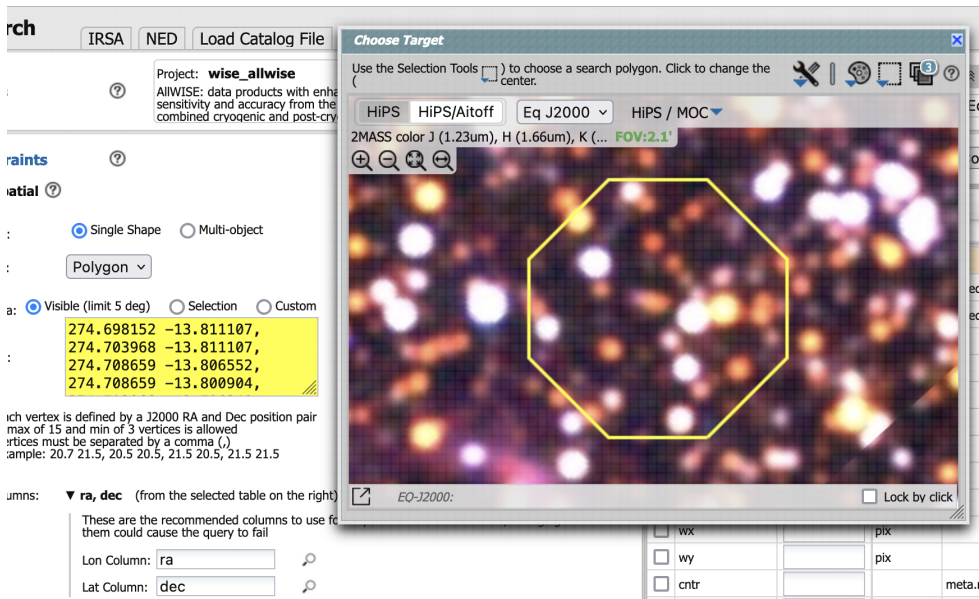 rch
IRSA
NED
Load Catalog File
Project: wise_allwise
AllWISE: data products with enha
sensitivity and accuracy from the
combined cryogenic and post-cry
raints
atial
:
Single Shape
Multi-object
:
Polygon
a:
Visible (limit 5 deg)
Selection
Custom
:
274.698152 -13.811107,
274.703968 -13.811107,
274.708659 -13.806552,
274.708659 -13.800904,
ach vertex is defined by a J2000 RA and Dec position pair
max of 15 and min of 3 vertices is allowed
ertices must be separated by a comma (,)
xample: 20.7 21.5, 20.5 20.5, 21.5 20.5, 21.5 21.5
umns:
ra, dec (from the selected table on the right)
These are the recommended columns to use fo
them could cause the query to fail
Lon Column: ra
Lat Column: dec
Choose Target
Use the Selection Tools ( ) to choose a search polygon. Click to change the
center.
3
HiPS
HiPS/Aitoff
Eq J2000
HiPS / MOC
2MASS color J (1.23um), H (1.66um), K (...
FOV:2.1'
EQ-J2000:
Lock by click
wx
pix
wy
pix
cntr
meta.r